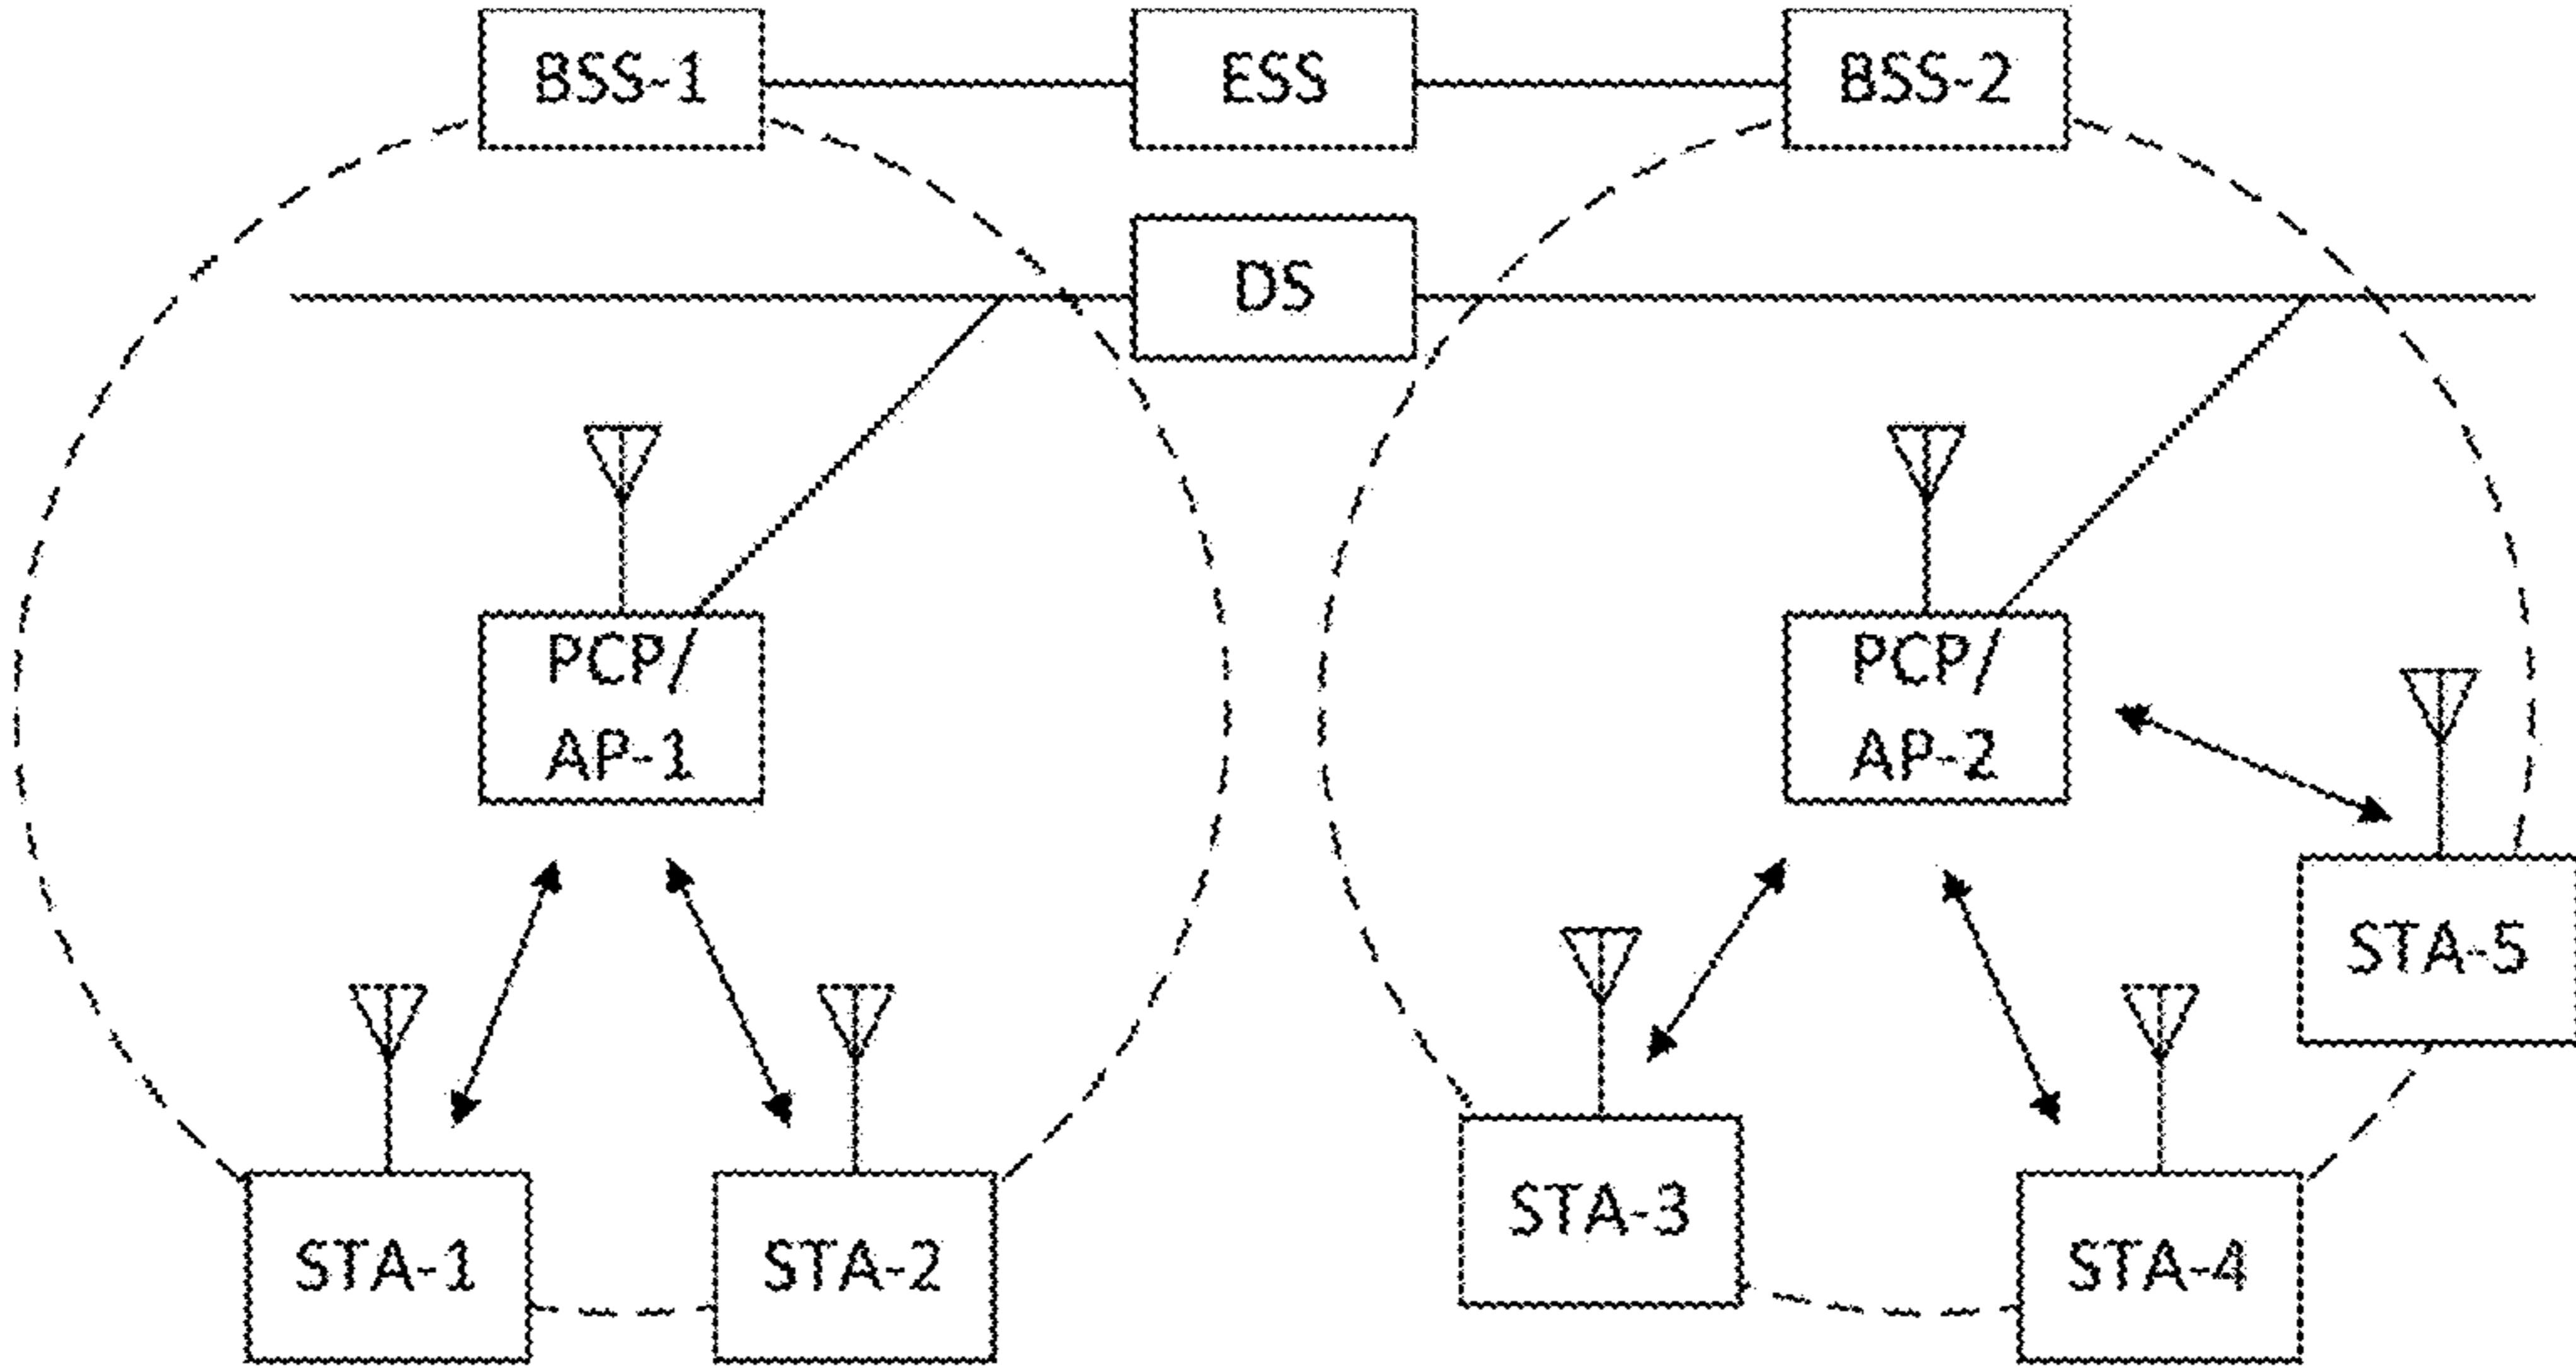 BSS-1
ESS
BSS-2
DS
PCP/
AP-1
PCP/
AP-2
STA-5
STA-3
STA-1
STA-2
STA-4